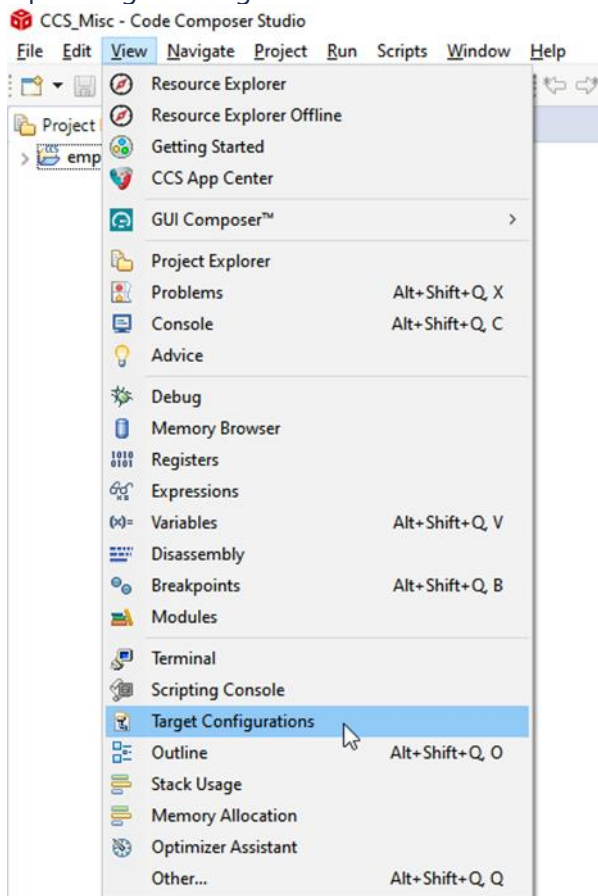 CCS_Misc - Code Composer Studio
File Edit View Navigate Project Run Scripts Window Help
Project
emp
Resource Explorer
Resource Explorer Offline
Getting Started
CCS App Center
GUI Composer™ >
Project Explorer
Problems Alt+Shift+Q, X
Console Alt+Shift+Q, C
Advice
Debug
Memory Browser
Registers
Expressions
(x)= Variables Alt+Shift+Q, V
Disassembly
Breakpoints Alt+Shift+Q, B
Modules
Terminal
Scripting Console
Target Configurations
Outline Alt+Shift+Q, O
Stack Usage
Memory Allocation
Optimizer Assistant
Other... Alt+Shift+Q, Q